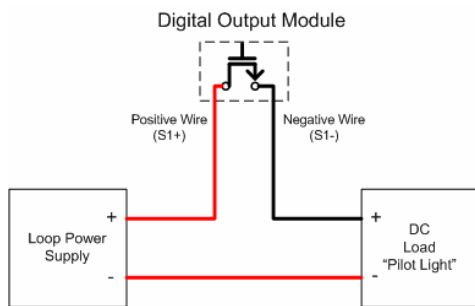 Digital Output Module
Positive Wire
(S1+)
Negative Wire
(S1-)
+
Loop Power
Supply
-
+
DC
Load
"Pilot Light"
-